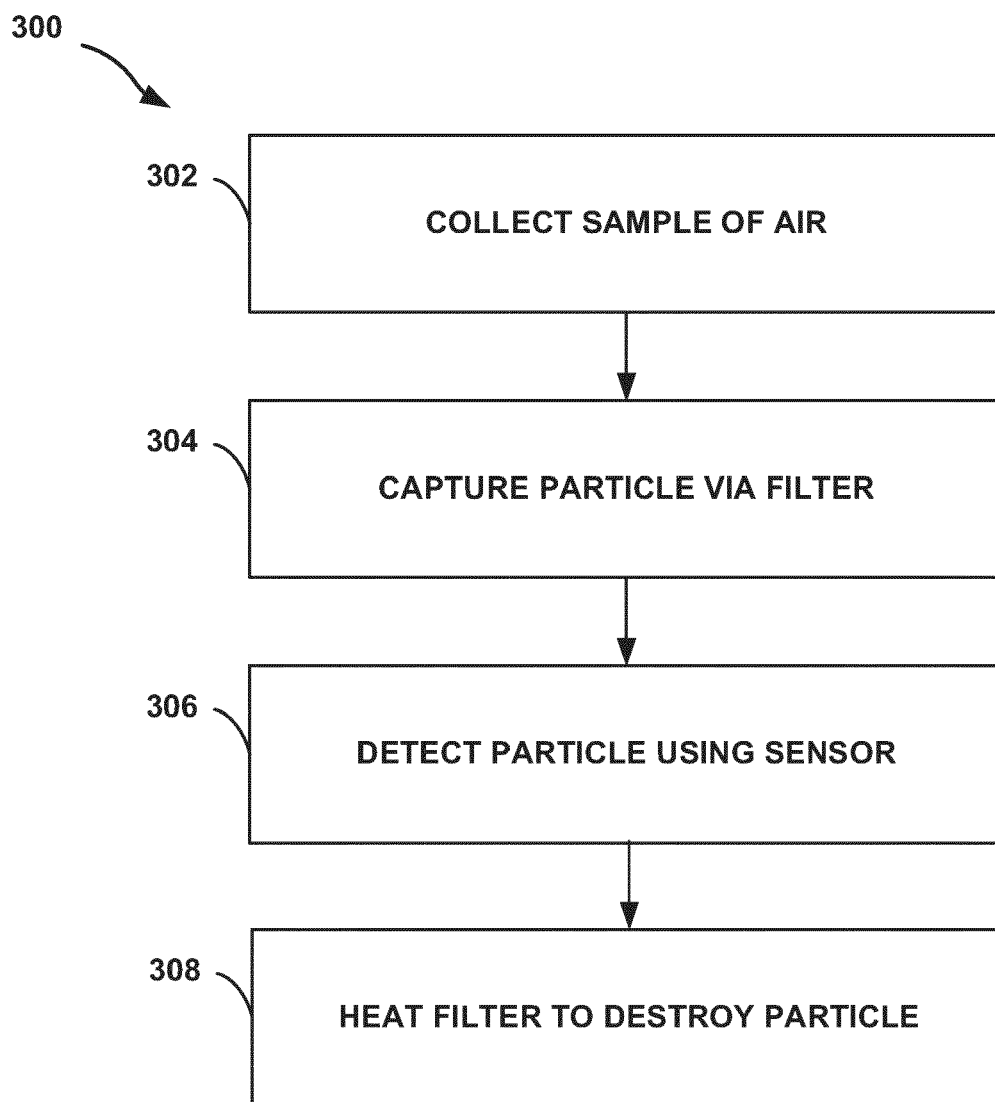 300
302
COLLECT SAMPLE OF AIR
304
CAPTURE PARTICLE VIA FILTER
306
DETECT PARTICLE USING SENSOR
308
HEAT FILTER TO DESTROY PARTICLE